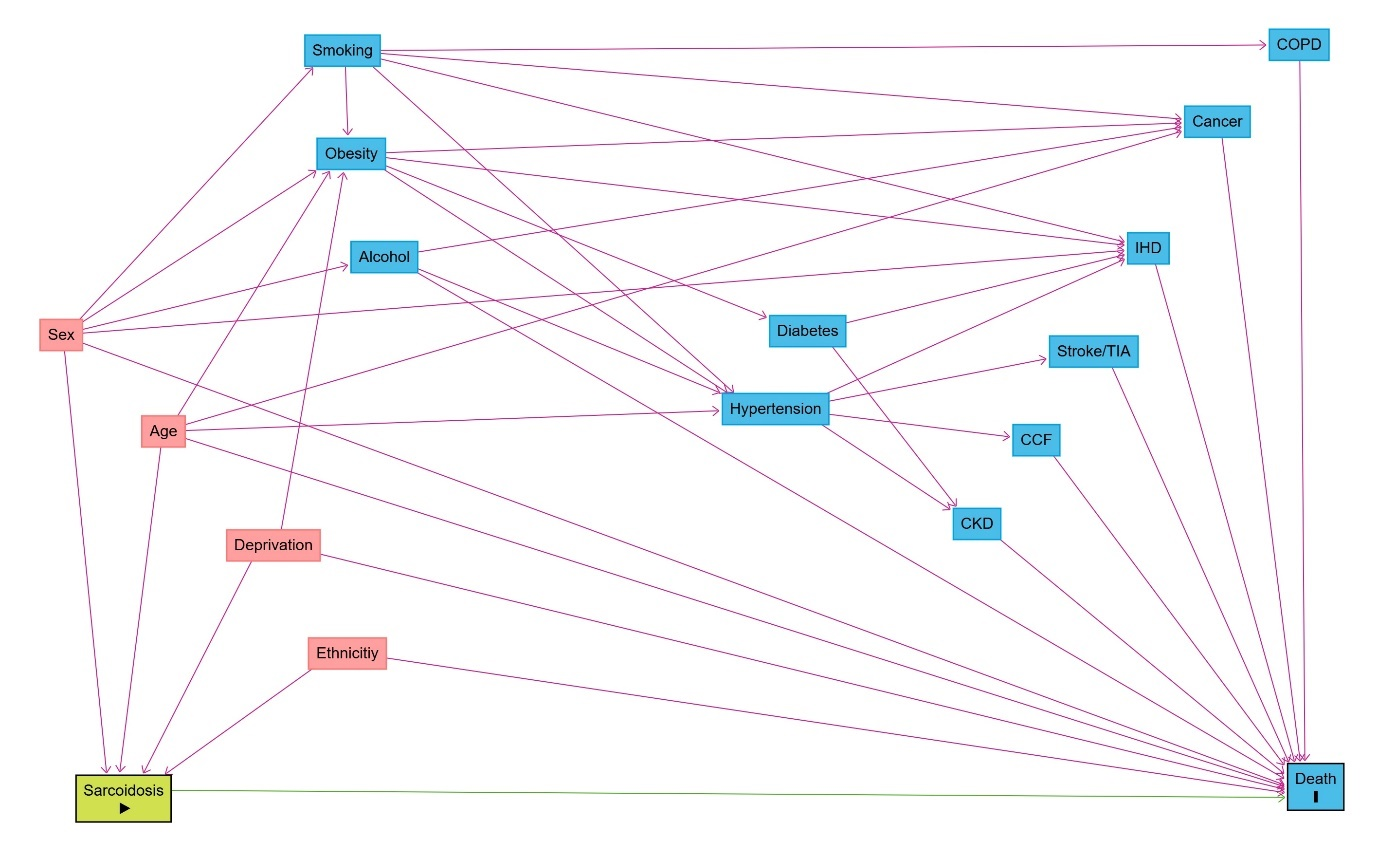 Smoking
COPD
Cancer
Obesity
Alcohol
IHD
Sex
Diabetes
Stroke/TIA
Hypertension
Age
CCF
CKD
Deprivation
Ethnicitiy
Sarcoidosis
Death